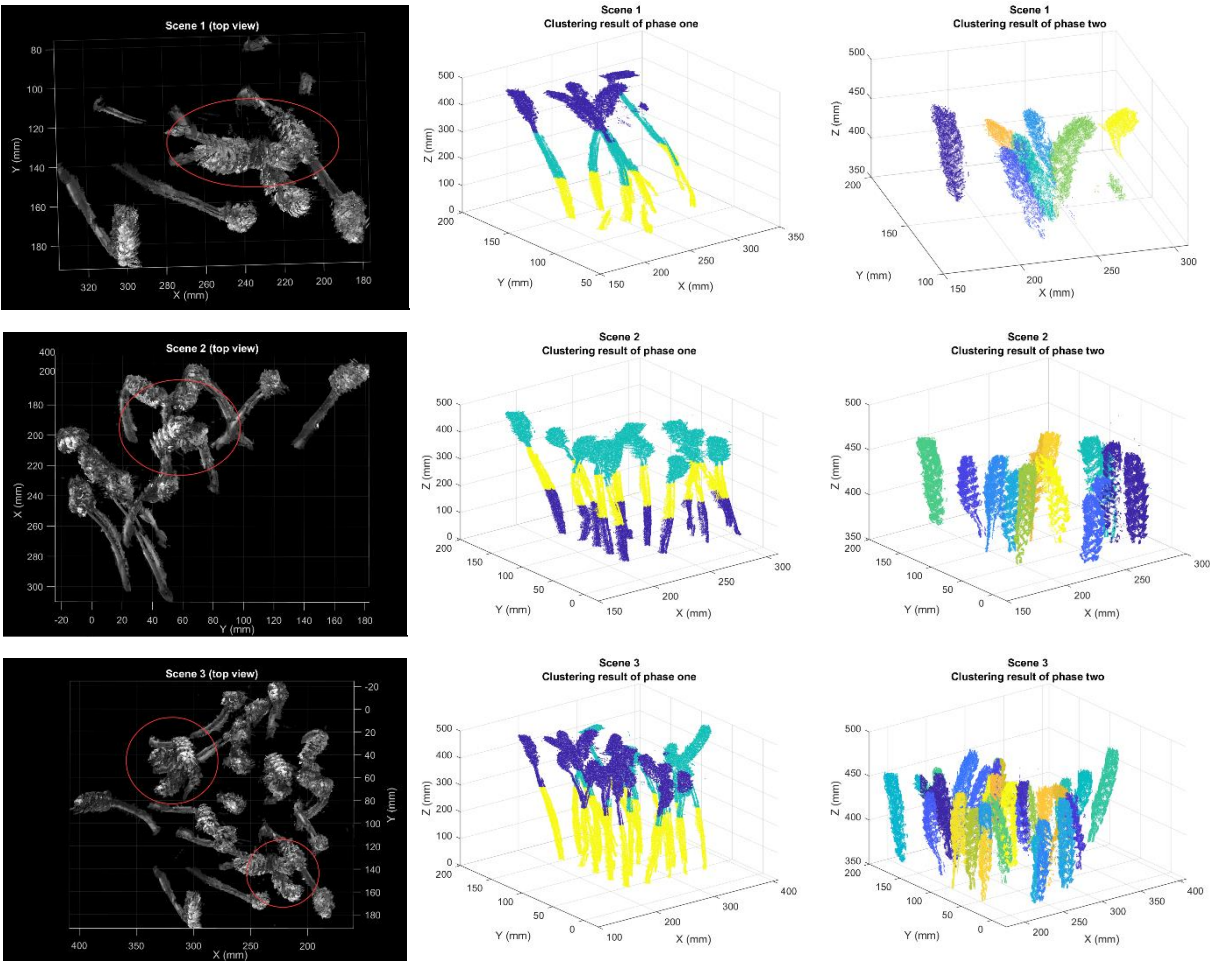 Scene 1 (top view)
80
100
120
140
160
180
Y (mm)
320 300 280 260 240 220 200 180
X (mm)
Scene 1
Clustering result of phase one
500
400
300
200
100
0
Z (mm)
200 150 100 50
Y (mm)
150 200 250 300 350
X (mm)
Scene 1
Clustering result of phase two
500
450
400
350
Z (mm)
200 150 100
Y (mm)
150 200 250 300
X (mm)
Scene 2 (top view)
400
200
180
200
220
240
260
280
300
X (mm)
-20 0 20 40 60 80 100 120 140 160 180
Y (mm)
Scene 2
Clustering result of phase one
500
400
300
200
100
0
Z (mm)
200 150 100 50 0
Y (mm)
150 200 250 300
X (mm)
Scene 2
Clustering result of phase two
500
450
400
350
Z (mm)
200 150 100 50 0
Y (mm)
150 200 250 300
X (mm)
Scene 3 (top view)
-20
0
20
40
60
80
100
120
140
160
180
Y (mm)
400 350 300 250 200
X (mm)
Scene 3
Clustering result of phase one
500
400
300
200
100
0
Z (mm)
200 150 100 50 0
Y (mm)
100 200 300 400
X (mm)
Scene 3
Clustering result of phase two
500
450
400
350
Z (mm)
200 150 100 50 0
Y (mm)
200 250 300 350 400
X (mm)